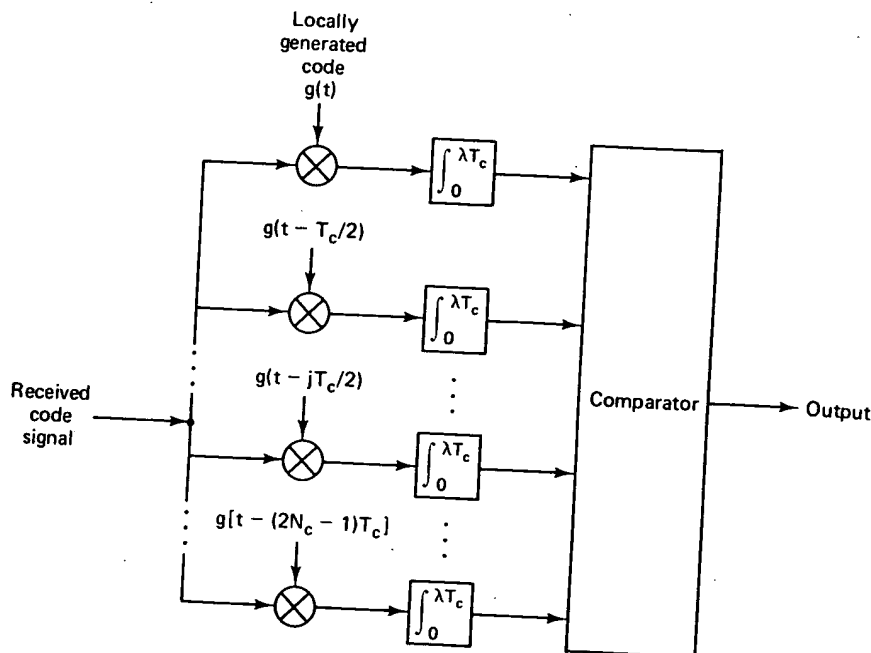 Locally
generated
code
g(t)
∫₀^λTc
g(t − Tc/2)
∫₀^λTc
g(t − jTc/2)
Received
code
signal
Comparator
Output
∫₀^λTc
g[t − (2Nc − 1)Tc]
∫₀^λTc